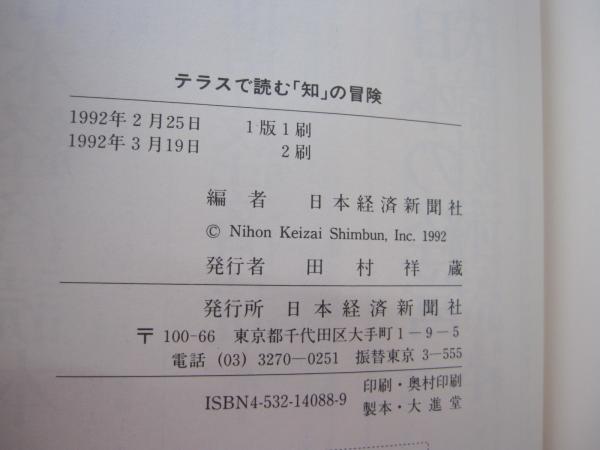 テラスで読む「知」の冒険
1992年2月25日 1版1刷
1992年3月19日 2刷
編者 日本経済新聞社
© Nihon Keizai Shimbun, Inc. 1992
発行者 田村祥蔵
発行所 日本経済新聞社
〒100-66 東京都千代田区大手町1-9-5
電話 (03) 3270-0251 振替東京 3-555
ISBN4-532-14088-9
印刷・奥村印刷
製本・大進堂